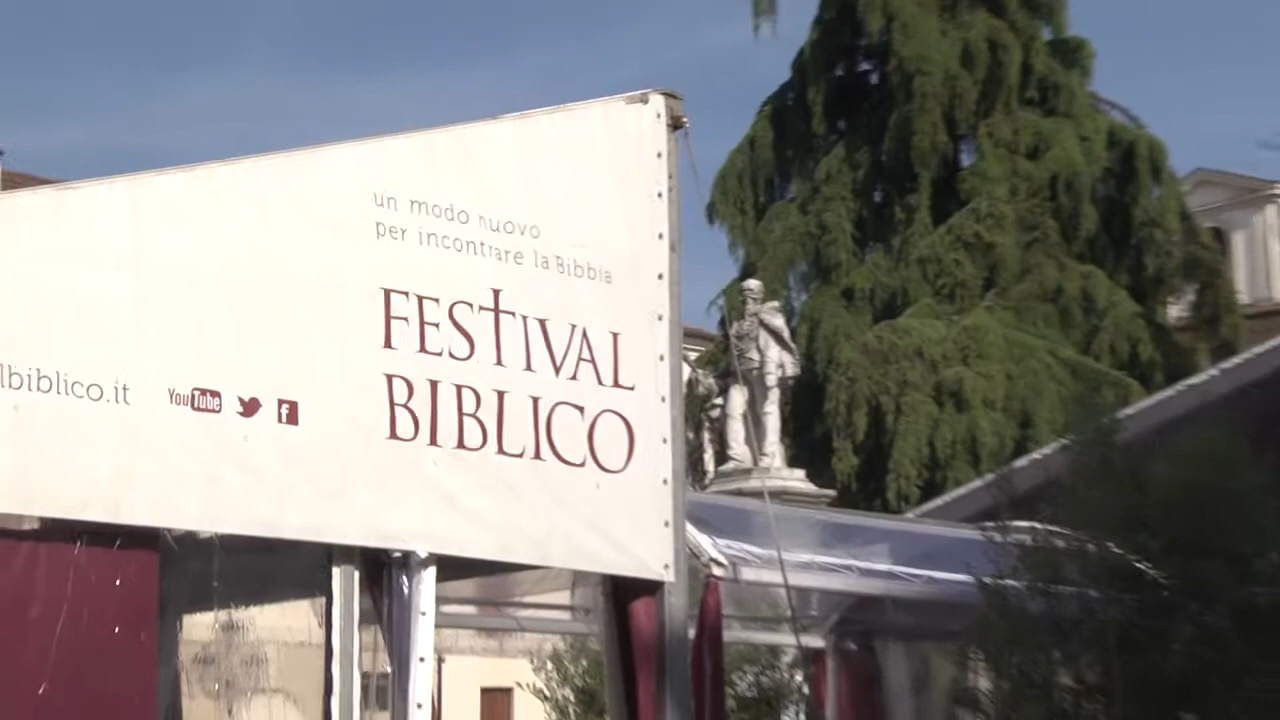 un modo nuovo
per incontrare la Bibbia
FESTIVAL
BIBLICO
lbiblico.it
YouTube
f